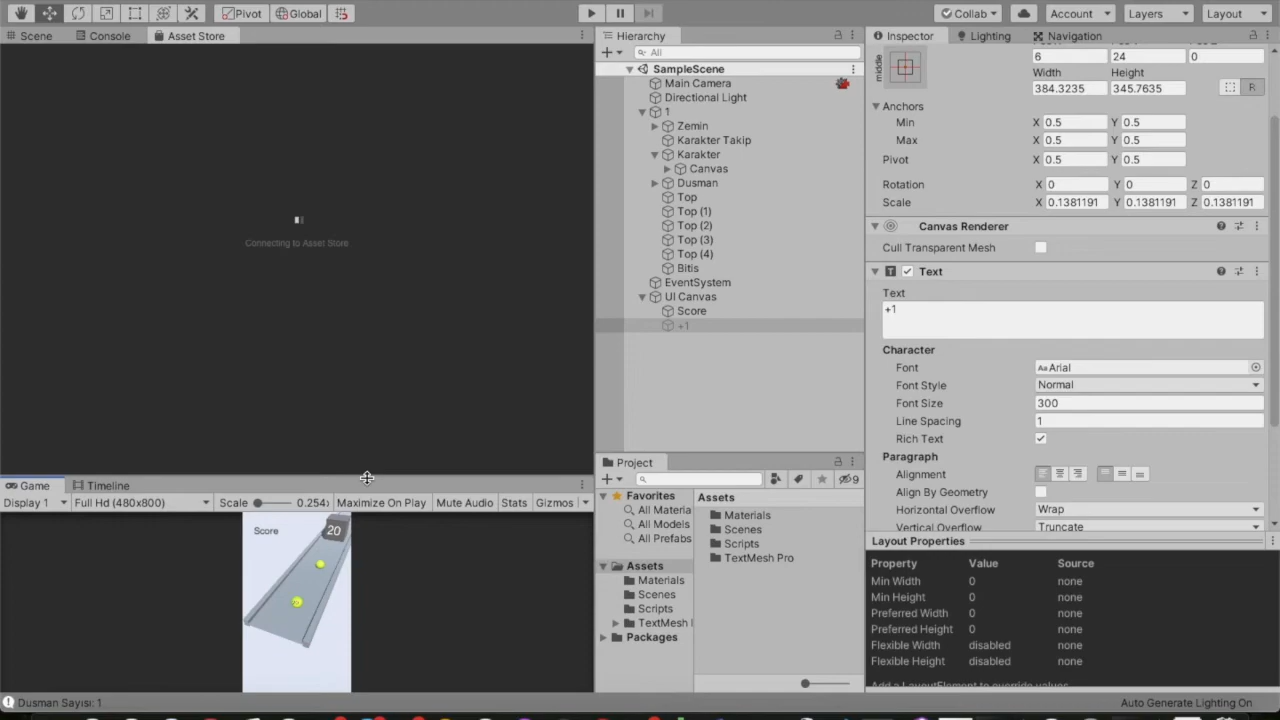 Pivot
Global
Collab
Account
Layers
Layout
Scene
Console
Asset Store
Connecting to Asset Store
Game
Timeline
Display 1
Full Hd (480x800)
Scale
0.254)
Maximize On Play
Mute Audio
Stats
Gizmos
Score
20
Dusman Sayısı: 1
Hierarchy
All
SampleScene
Main Camera
Directional Light
1
Zemin
Karakter Takip
Karakter
Canvas
Dusman
Top
Top (1)
Top (2)
Top (3)
Top (4)
Bitis
EventSystem
UI Canvas
Score
+1
Project
9
Favorites
All Materia
All Models
All Prefabs
Assets
Materials
Scenes
Scripts
TextMesh
Packages
Assets
Materials
Scenes
Scripts
TextMesh Pro
Inspector
Lighting
Navigation
middle
6 24 0
Width Height
384.3235 345.7635 R
Anchors
Min X 0.5 Y 0.5
Max X 0.5 Y 0.5
Pivot X 0.5 Y 0.5
Rotation X 0 Y 0 Z 0
Scale X 0.1381191 Y 0.1381191 Z 0.1381191
Canvas Renderer
Cull Transparent Mesh
Text
Text
+1
Character
Font Arial
Font Style Normal
Font Size 300
Line Spacing 1
Rich Text
Paragraph
Alignment
Align By Geometry
Horizontal Overflow Wrap
Vertical Overflow Truncate
Layout Properties
Property Value Source
Min Width 0 none
Min Height 0 none
Preferred Width 0 none
Preferred Height 0 none
Flexible Width disabled none
Flexible Height disabled none
Add a LayoutElement to override values
Auto Generate Lighting On